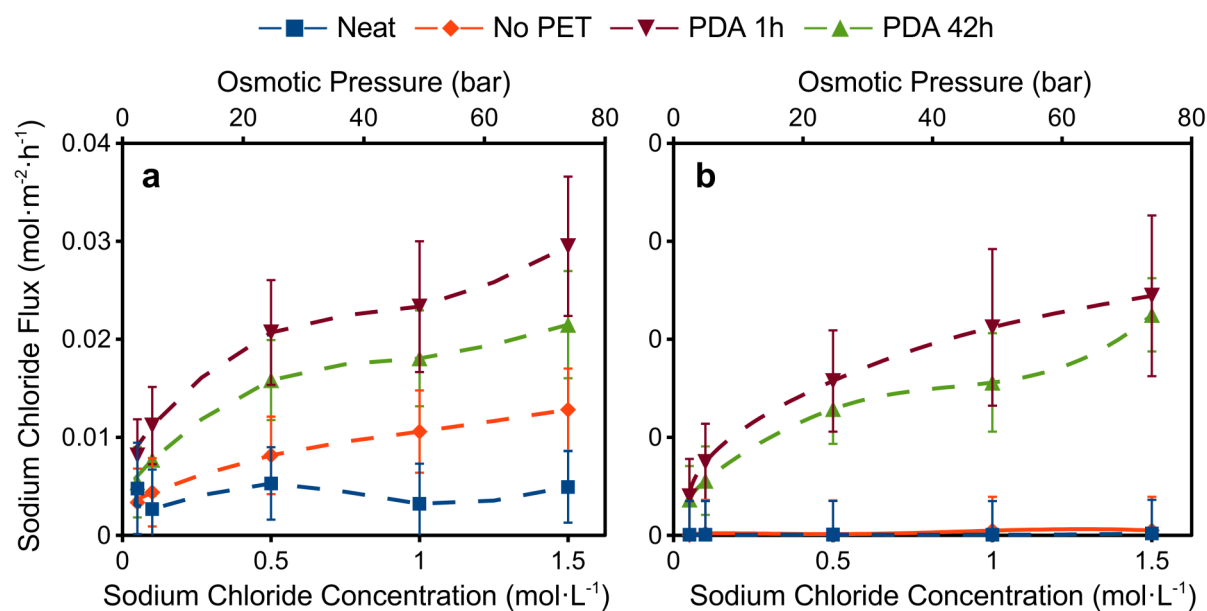 Neat No PET PDA 1h PDA 42h
Osmotic Pressure (bar)
0 20 40 60 80
a
Sodium Chloride Flux (mol·m⁻²·h⁻¹)
0.04
0.03
0.02
0.01
0
0 0.5 1 1.5
Sodium Chloride Concentration (mol·L⁻¹)
Osmotic Pressure (bar)
0 20 40 60 80
b
0
0
0
0
0
0 0.5 1 1.5
Sodium Chloride Concentration (mol·L⁻¹)